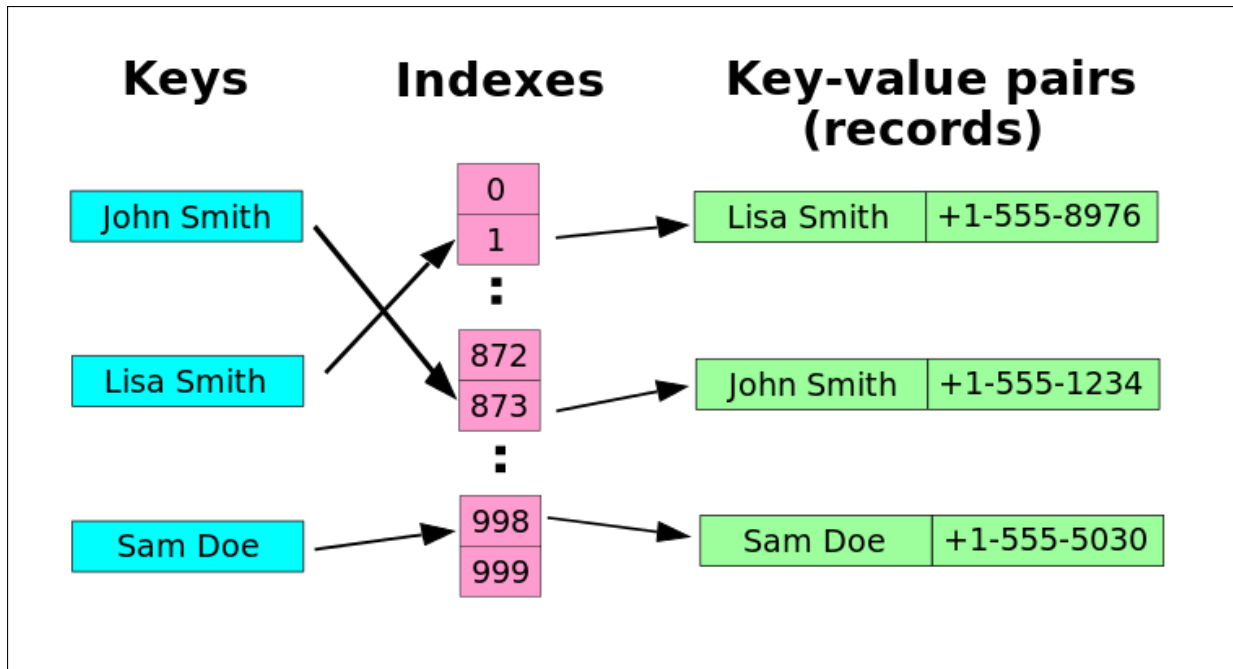 Keys
Indexes
Key-value pairs
(records)
0
John Smith
Lisa Smith +1-555-8976
1
:
872
Lisa Smith
John Smith +1-555-1234
873
:
998
Sam Doe
Sam Doe +1-555-5030
999